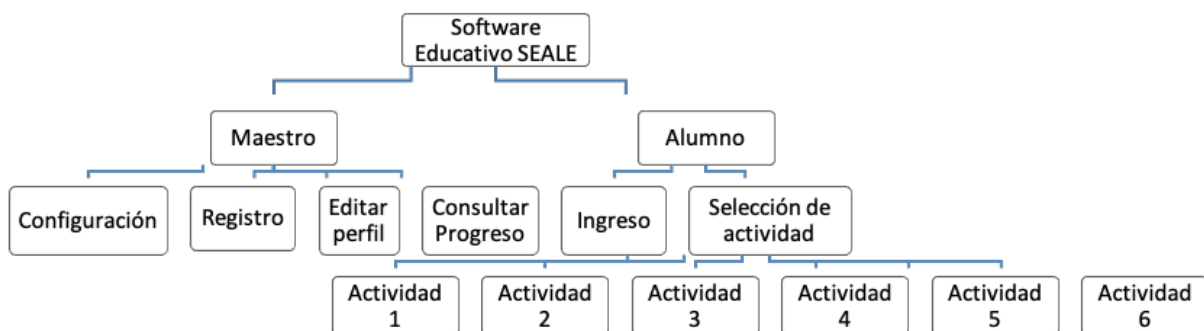 Software
Educativo SEALE
Maestro
Alumno
Configuración
Registro
Editar
perfil
Consultar
Progreso
Ingreso
Selección de
actividad
Actividad
1
Actividad
2
Actividad
3
Actividad
4
Actividad
5
Actividad
6